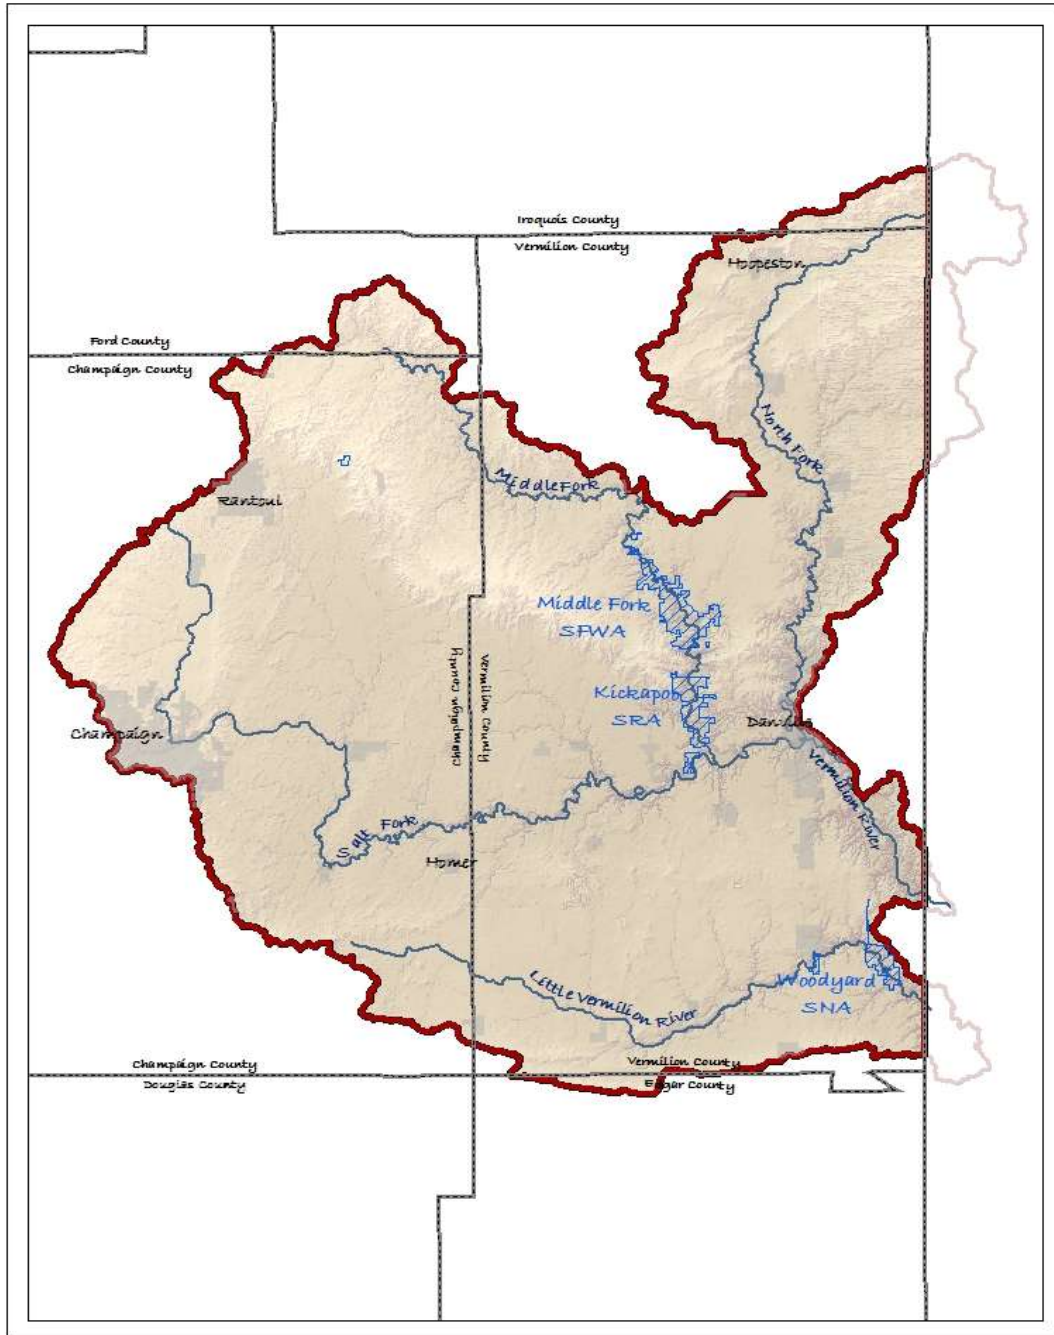 Iroquois County
Vermilion County
Hoopeston
Ford County
Champaign County
North Fork
Middle Fork
Rantoul
Middle Fork
SFWA
Champaign County
Vermilion County
Kickapoo
SRA
Champaign
Danville
Vermilion River
Salt Fork
Homer
Woodyard
SNA
Little Vermilion River
Champaign County
Douglas County
Vermilion County
Edgar County